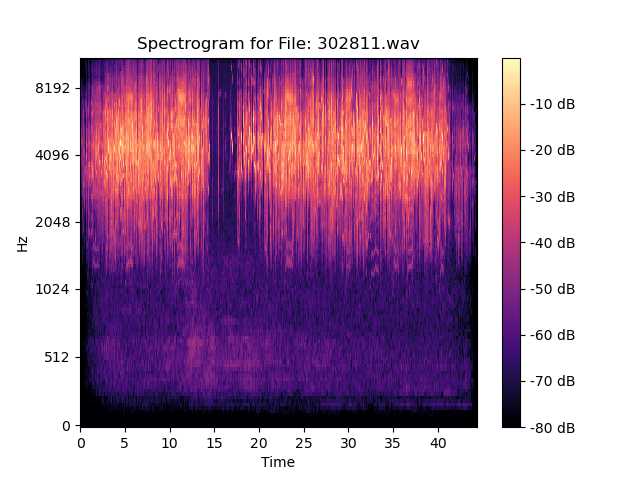 Spectrogram for File: 302811.wav
8192
4096
2048
1024
512
0
Hz
0 5 10 15 20 25 30 35 40
Time
-10 dB
-20 dB
-30 dB
-40 dB
-50 dB
-60 dB
-70 dB
-80 dB